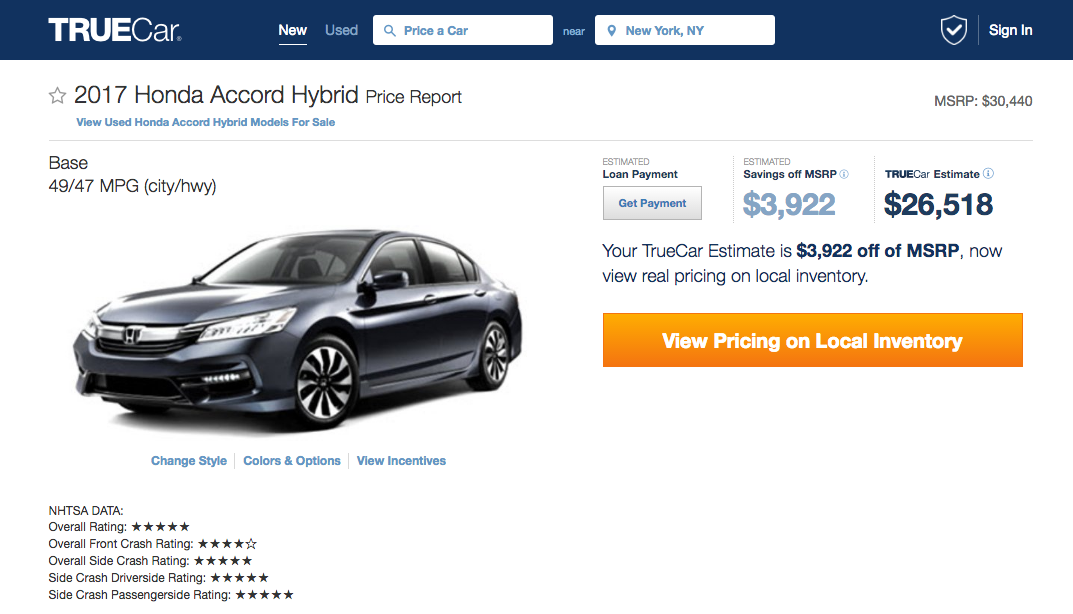 TRUECar.
New Used Price a Car near New York, NY Sign In
☆ 2017 Honda Accord Hybrid Price Report
MSRP: $30,440
View Used Honda Accord Hybrid Models For Sale
Base
49/47 MPG (city/hwy)
ESTIMATED
Loan Payment
Get Payment
ESTIMATED
Savings off MSRP ⓘ
$3,922
TRUECar Estimate ⓘ
$26,518
Your TrueCar Estimate is $3,922 off of MSRP, now
view real pricing on local inventory.
View Pricing on Local Inventory
Change Style Colors & Options View Incentives
NHTSA DATA:
Overall Rating: ★★★★★
Overall Front Crash Rating: ★★★★☆
Overall Side Crash Rating: ★★★★★
Side Crash Driverside Rating: ★★★★★
Side Crash Passengerside Rating: ★★★★★